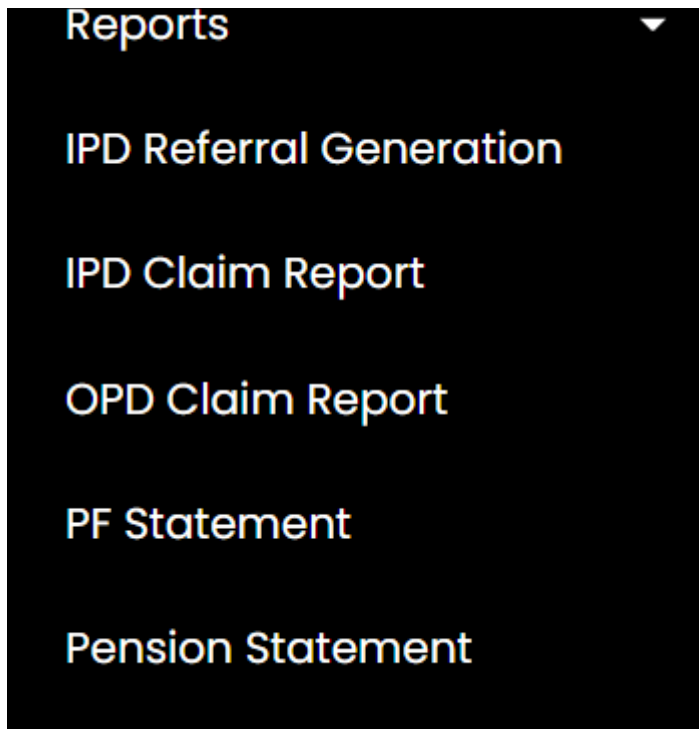 Reports
IPD Referral Generation
IPD Claim Report
OPD Claim Report
PF Statement
Pension Statement